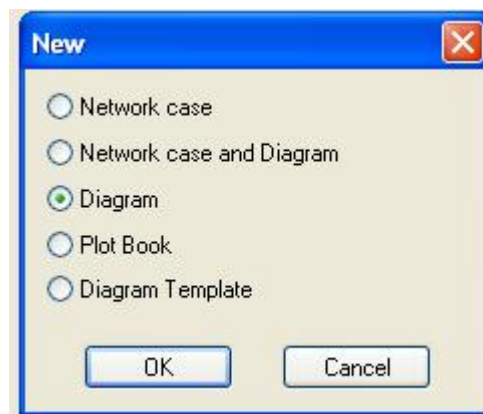 New
Network case
Network case and Diagram
Diagram
Plot Book
Diagram Template
OK Cancel